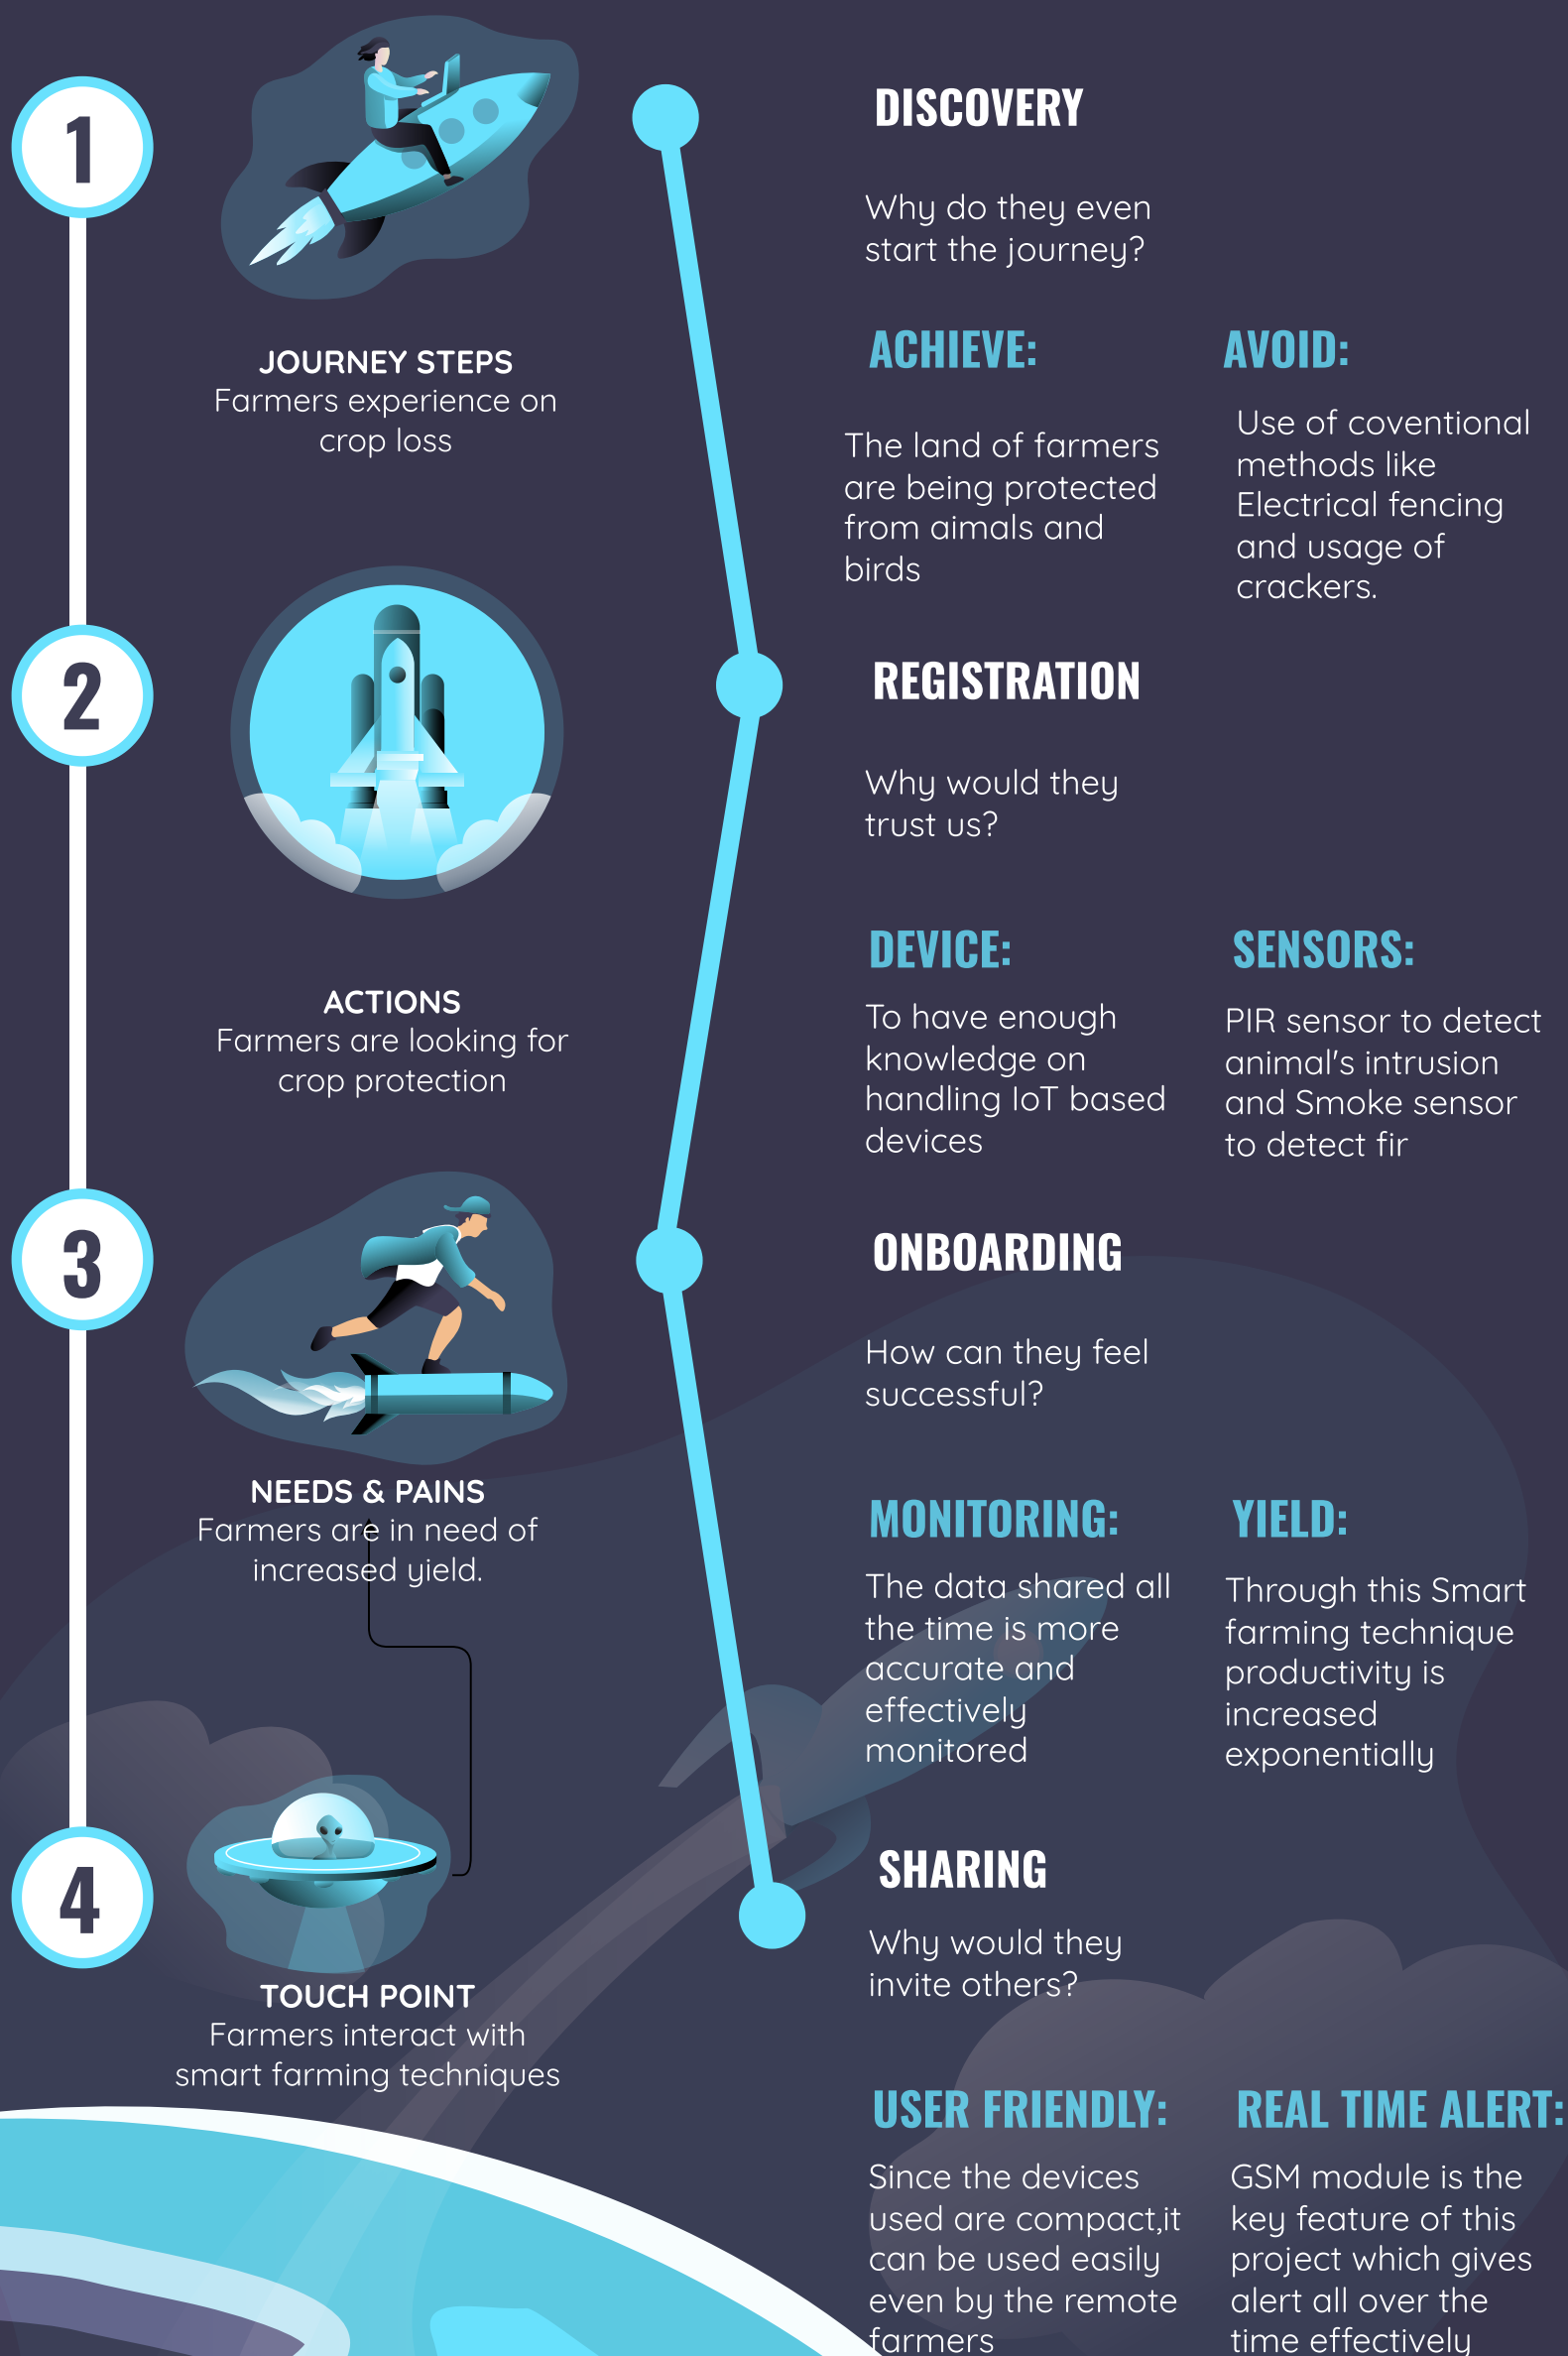 1
JOURNEY STEPS
Farmers experience on
crop loss
DISCOVERY
Why do they even
start the journey?
ACHIEVE:
The land of farmers
are being protected
from aimals and
birds
AVOID:
Use of coventional
methods like
Electrical fencing
and usage of
crackers.
2
ACTIONS
Farmers are looking for
crop protection
REGISTRATION
Why would they
trust us?
DEVICE:
To have enough
knowledge on
handling IoT based
devices
SENSORS:
PIR sensor to detect
animal's intrusion
and Smoke sensor
to detect fir
3
NEEDS & PAINS
Farmers are in need of
increased yield.
ONBOARDING
How can they feel
successful?
MONITORING:
The data shared all
the time is more
accurate and
effectively
monitored
YIELD:
Through this Smart
farming technique
productivity is
increased
exponentially
4
TOUCH POINT
Farmers interact with
smart farming techniques
SHARING
Why would they
invite others?
USER FRIENDLY:
Since the devices
used are compact,it
can be used easily
even by the remote
farmers
REAL TIME ALERT:
GSM module is the
key feature of this
project which gives
alert all over the
time effectively